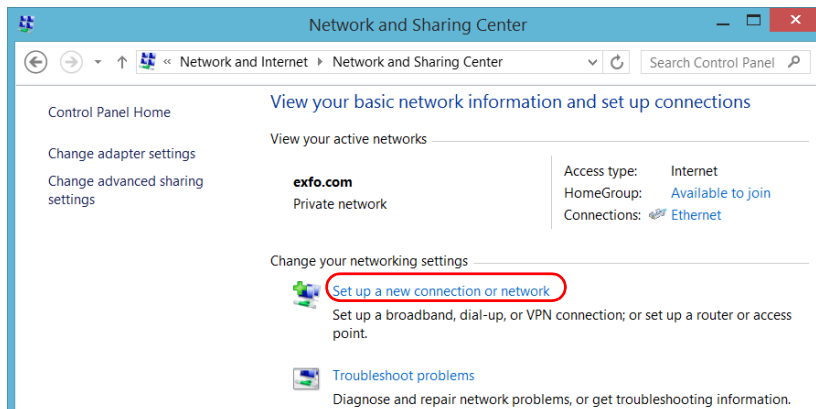 Network and Sharing Center
« Network and Internet Network and Sharing Center
Search Control Panel
Control Panel Home
Change adapter settings
Change advanced sharing
settings
View your basic network information and set up connections
View your active networks
exfo.com
Private network
Access type: Internet
HomeGroup: Available to join
Connections: Ethernet
Change your networking settings
Set up a new connection or network
Set up a broadband, dial-up, or VPN connection; or set up a router or access
point.
Troubleshoot problems
Diagnose and repair network problems, or get troubleshooting information.